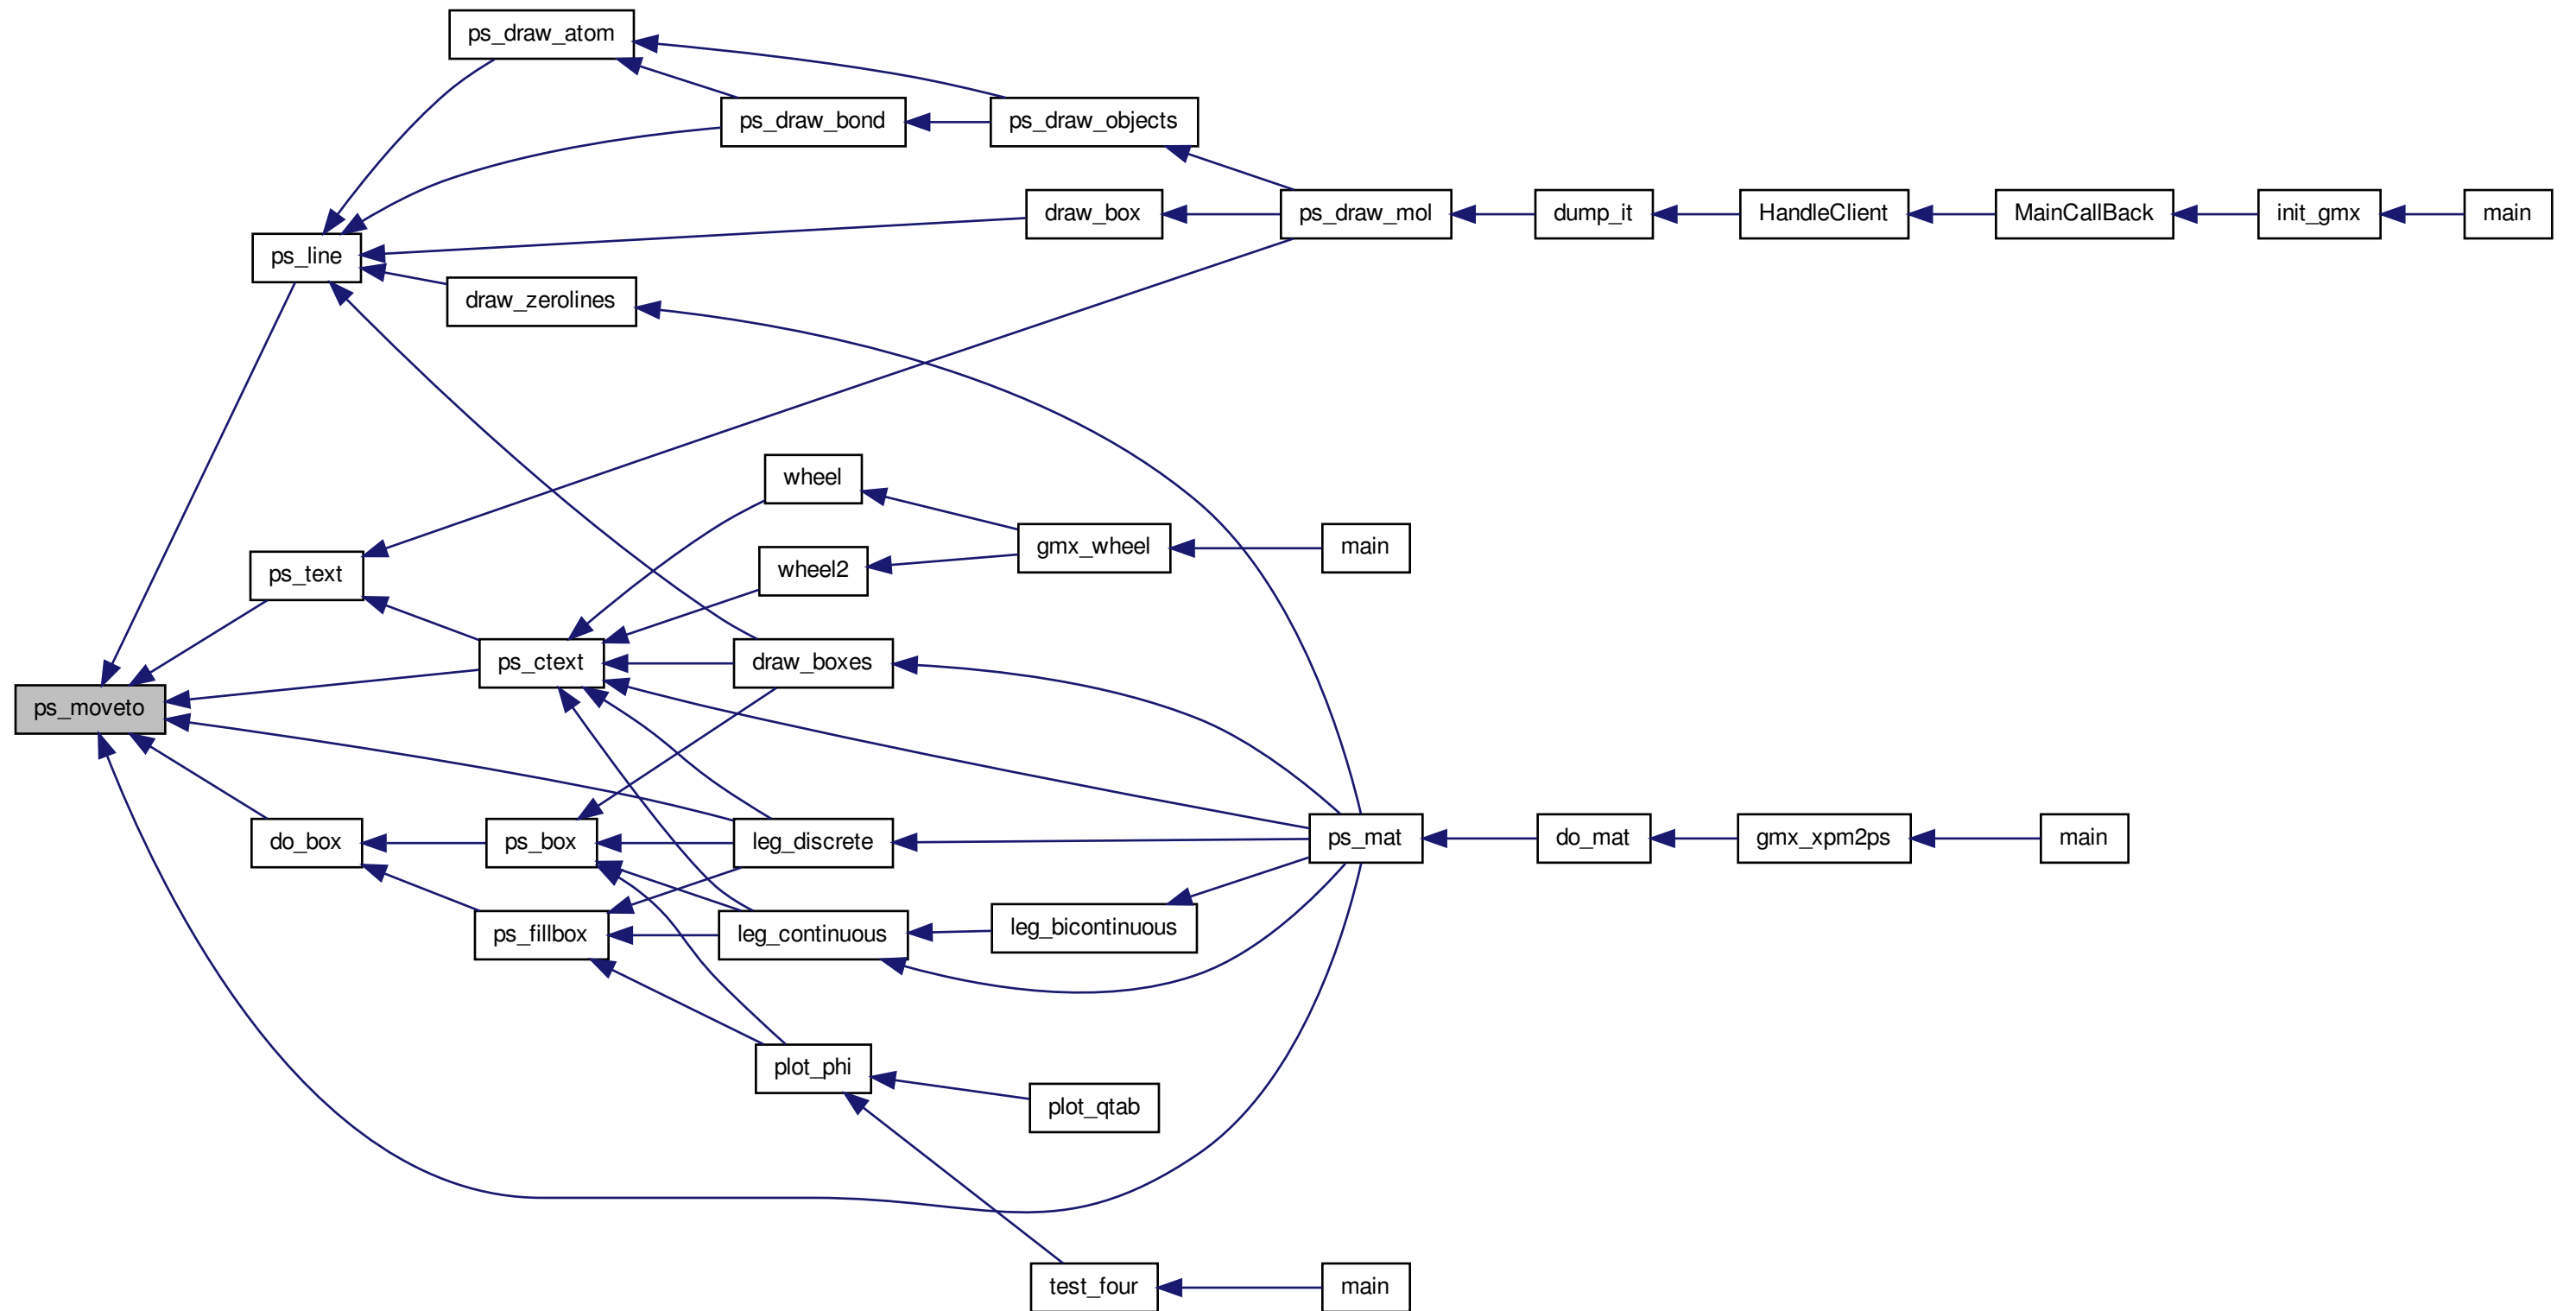 ps_draw_atom
ps_draw_bond
ps_draw_objects
draw_box
ps_draw_mol
dump_it
HandleClient
MainCallBack
init_gmx
main
ps_line
draw_zerolines
wheel
gmx_wheel
main
ps_text
wheel2
ps_ctext
draw_boxes
ps_moveto
do_box
ps_box
leg_discrete
ps_mat
do_mat
gmx_xpm2ps
main
ps_fillbox
leg_continuous
leg_bicontinuous
plot_phi
plot_qtab
test_four
main